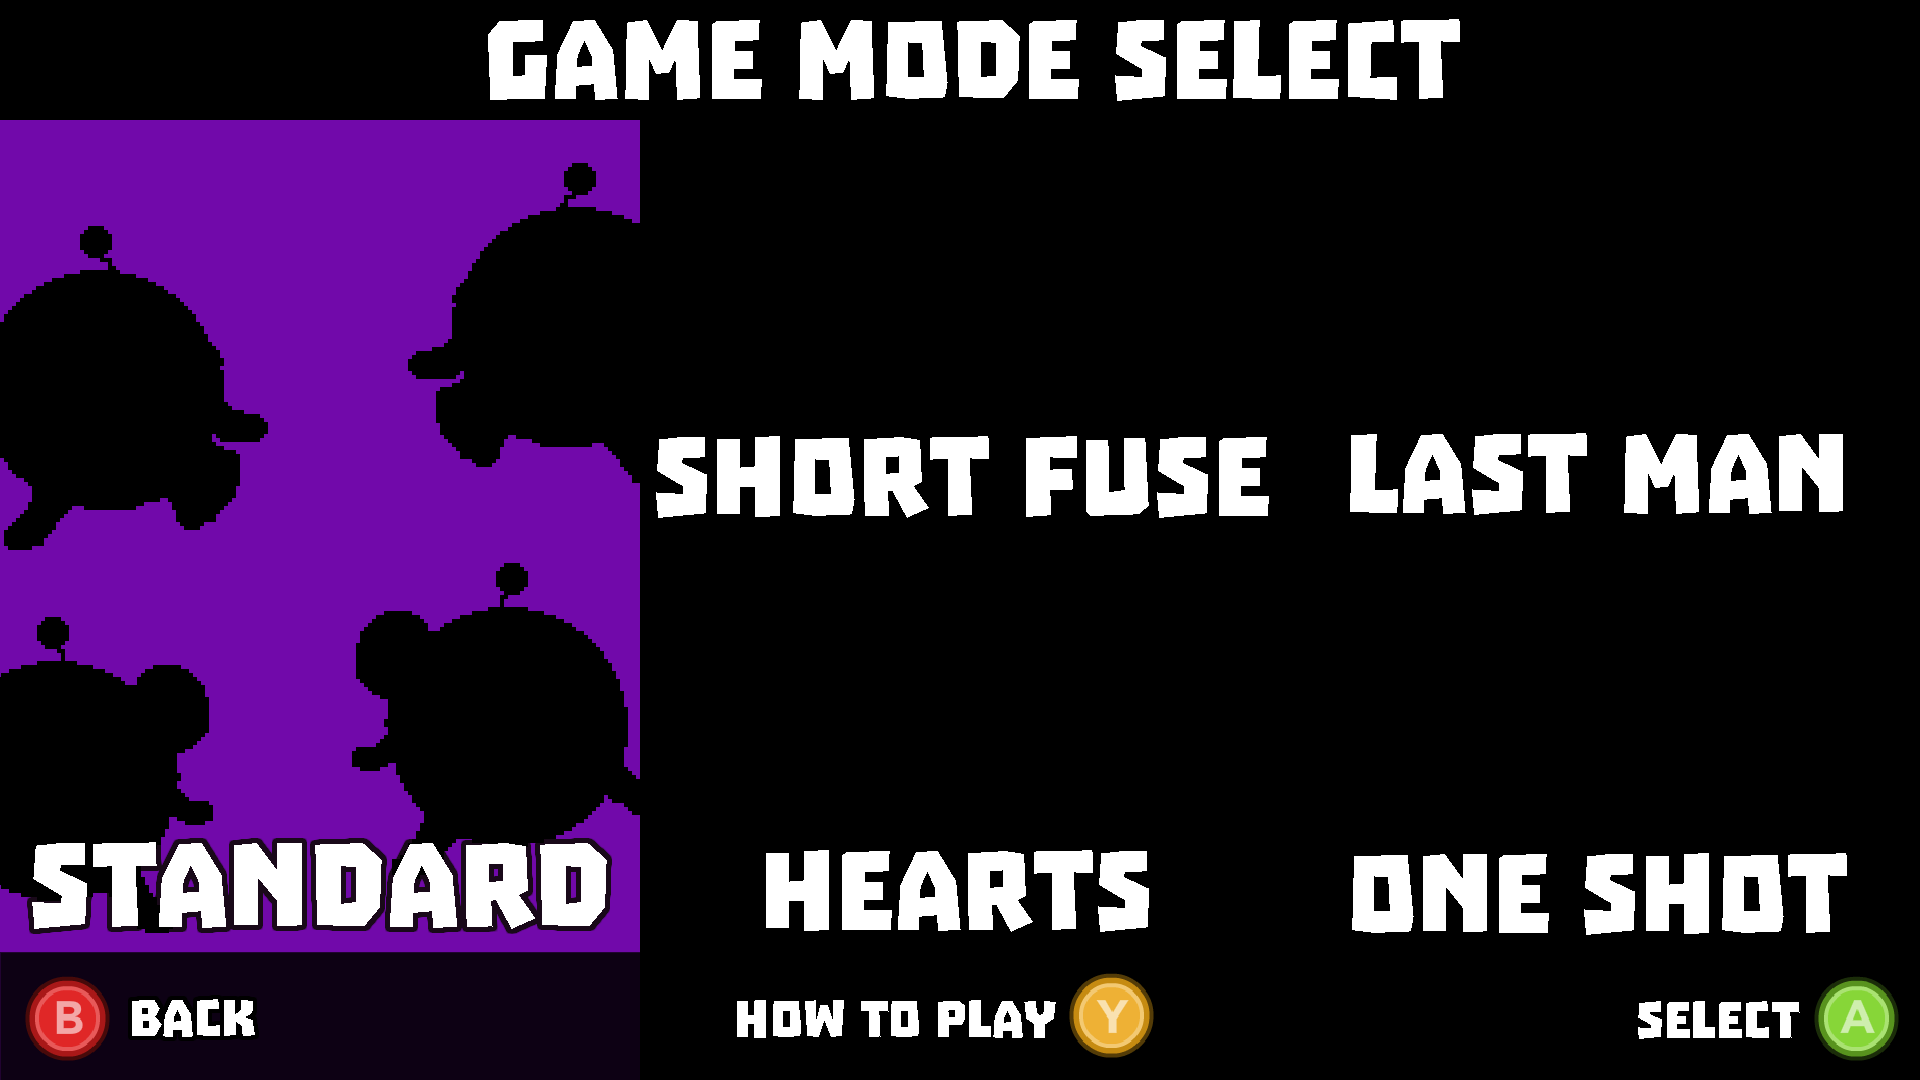 GAME MODE SELECT
SHORT FUSE
LAST MAN
STANDARD
HEARTS
ONE SHOT
B BACK
HOW TO PLAY Y
SELECT A